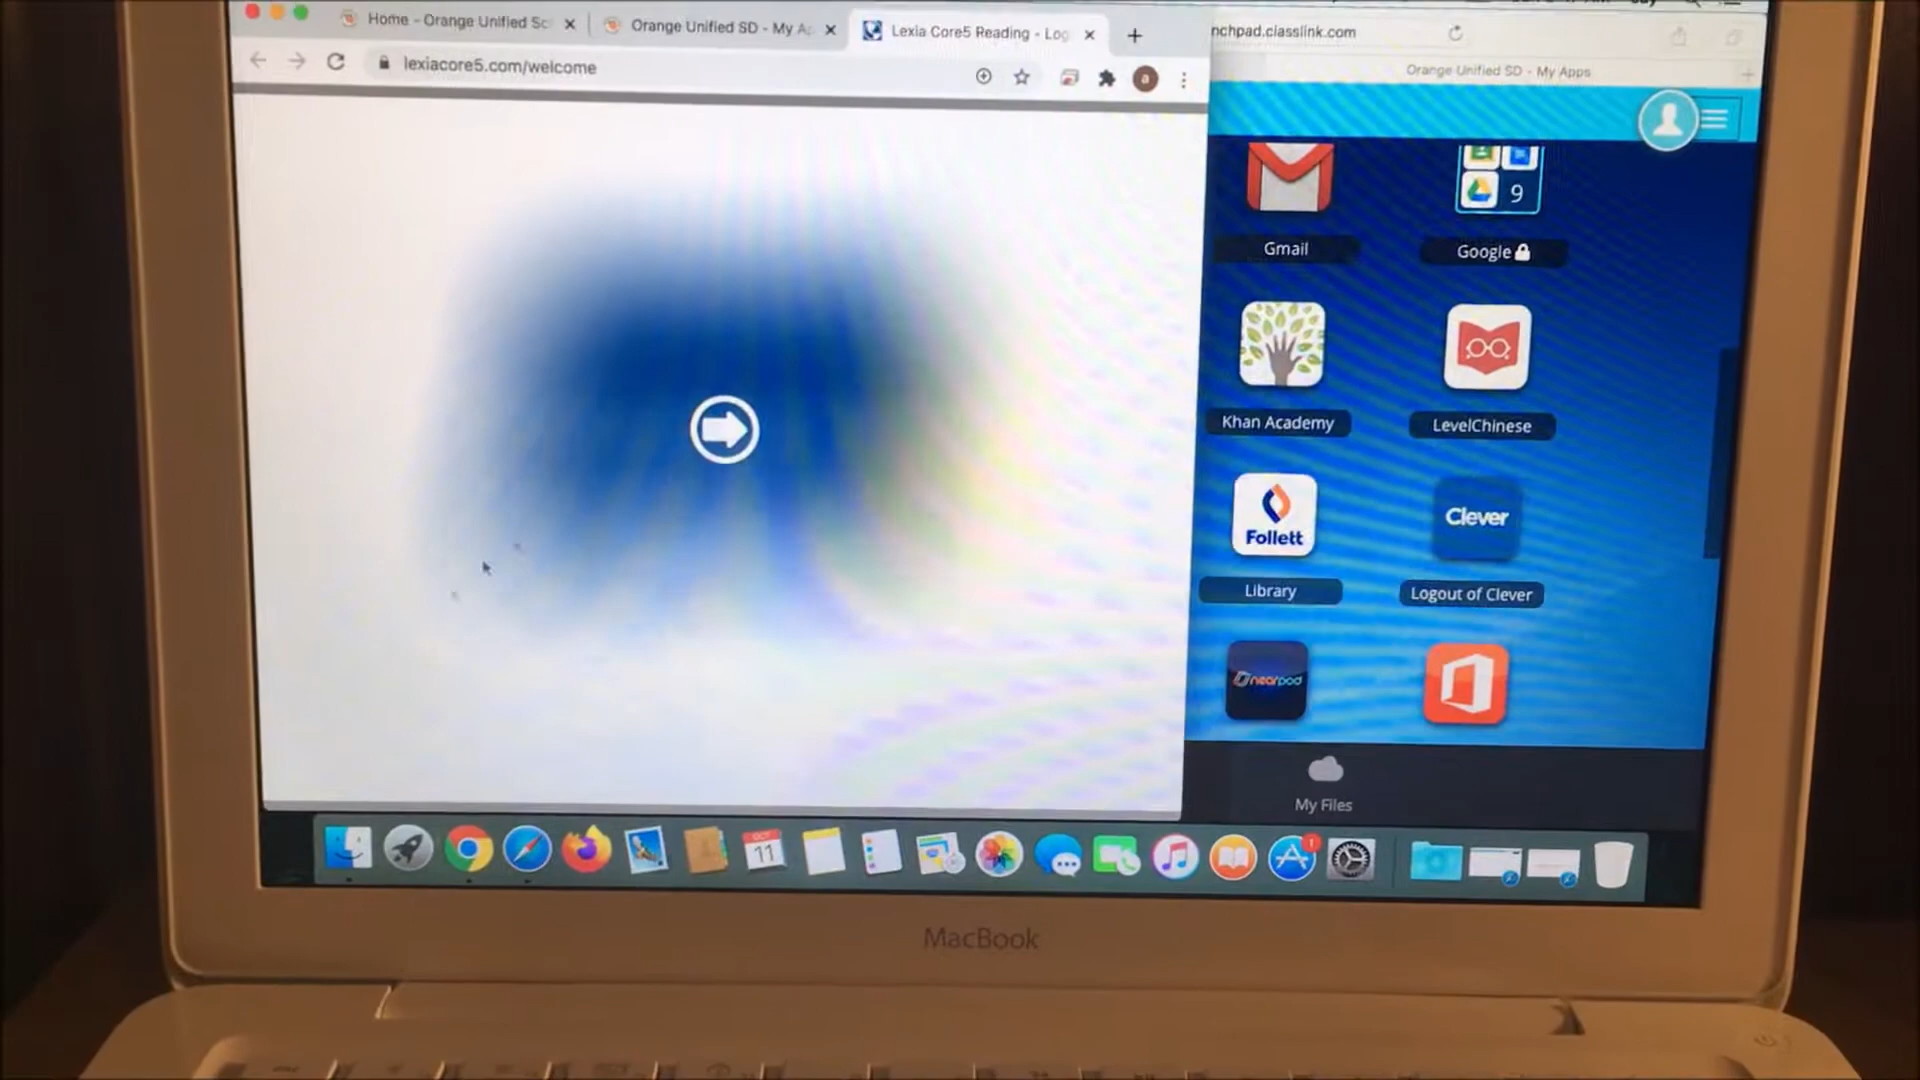 Home - Orange Unified Sc
Orange Unified SD - My Ap
Lexia Core5 Reading - Log
lexiacore5.com/welcome
nchpad.classlink.com
Orange Unified SD - My Apps
9
Gmail
Google
Khan Academy
LevelChinese
Follett
Clever
Library
Logout of Clever
nearpod
My Files
OCT
11
1
a
MacBook